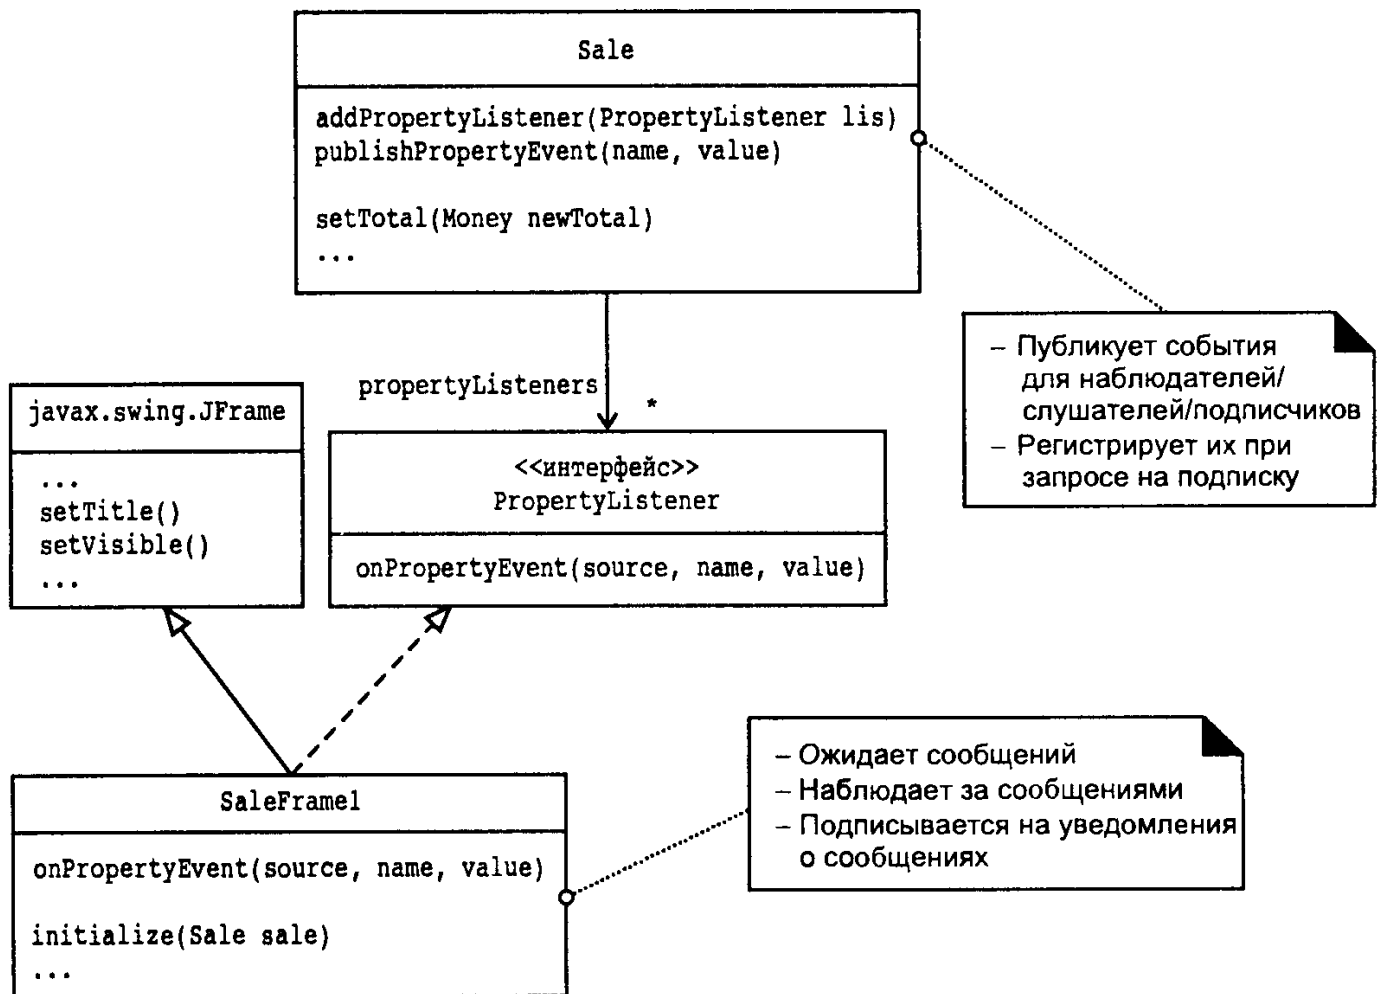 Sale
addPropertyListener(PropertyListener lis)
publishPropertyEvent(name, value)
setTotal(Money newTotal)
...
– Публикует события
для наблюдателей/
слушателей/подписчиков
– Регистрирует их при
запросе на подписку
propertyListeners
*
javax.swing.JFrame
...
setTitle()
setVisible()
...
<<интерфейс>>
PropertyListener
onPropertyEvent(source, name, value)
SaleFrame1
onPropertyEvent(source, name, value)
initialize(Sale sale)
...
– Ожидает сообщений
– Наблюдает за сообщениями
– Подписывается на уведомления
о сообщениях